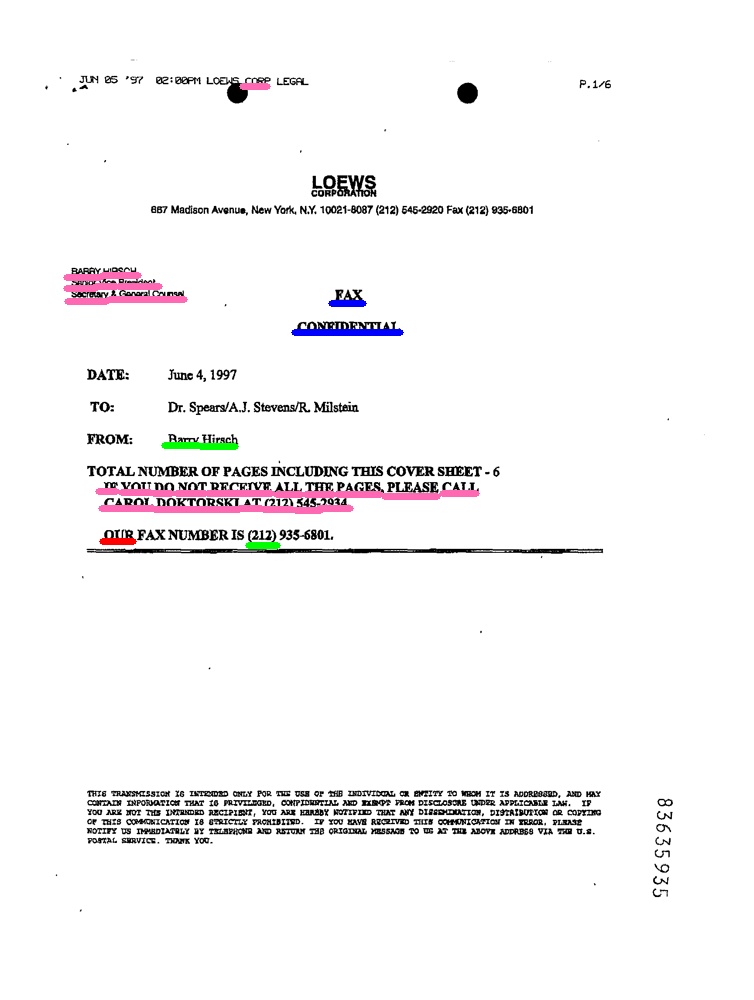 JUN 05 '97 02:00PM LOEWS CORP LEGAL P.1/6
LOEWS
CORPORATION
667 Madison Avenue, New York, N.Y. 10021-8087 (212) 545-2920 Fax (212) 935-6801
BARRY HIRSCH
Senior Vice President
Secretary & General Counsel
FAX
CONFIDENTIAL
DATE: June 4, 1997
TO: Dr. Spears/A.J. Stevens/R. Milstein
FROM: Barry Hirsch
TOTAL NUMBER OF PAGES INCLUDING THIS COVER SHEET - 6
IF YOU DO NOT RECEIVE ALL THE PAGES, PLEASE CALL
CAROL DOKTORSKI AT (212) 545-2934
OUR FAX NUMBER IS (212) 935-6801.
THIS TRANSMISSION IS INTENDED ONLY FOR THE USE OF THE INDIVIDUAL OR ENTITY TO WHOM IT IS ADDRESSED, AND MAY
CONTAIN INFORMATION THAT IS PRIVILEGED, CONFIDENTIAL AND EXEMPT FROM DISCLOSURE UNDER APPLICABLE LAW. IF
YOU ARE NOT THE INTENDED RECIPIENT, YOU ARE HEREBY NOTIFIED THAT ANY DISSEMINATION, DISTRIBUTION OR COPYING
OF THIS COMMUNICATION IS STRICTLY PROHIBITED. IF YOU HAVE RECEIVED THIS COMMUNICATION IN ERROR, PLEASE
NOTIFY US IMMEDIATELY BY TELEPHONE AND RETURN THE ORIGINAL MESSAGE TO US AT THE ABOVE ADDRESS VIA THE U.S.
POSTAL SERVICE. THANK YOU.
83635935